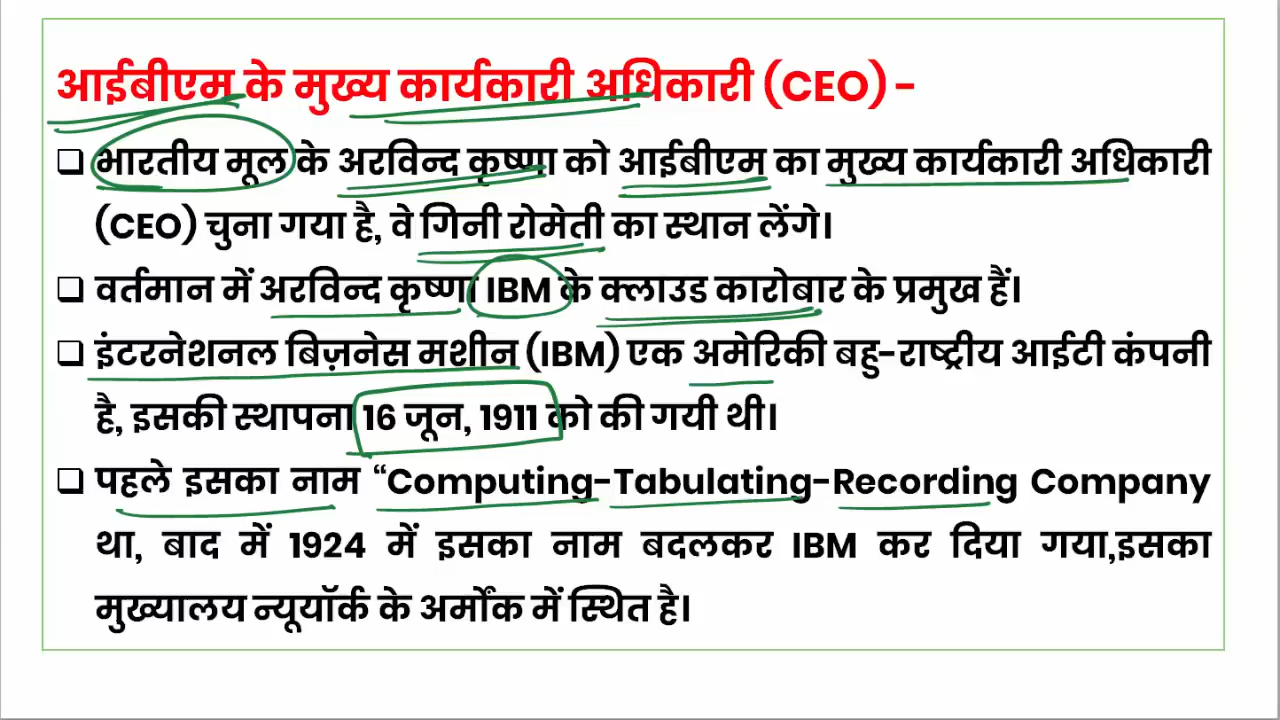 आईबीएम के मुख्य कार्यकारी अधिकारी (CEO) -
❑ भारतीय मूल के अरविन्द कृष्णा को आईबीएम का मुख्य कार्यकारी अधिकारी
(CEO) चुना गया है, वे गिनी रोमेती का स्थान लेंगे।
❑ वर्तमान में अरविन्द कृष्णा IBM के क्लाउड कारोबार के प्रमुख हैं।
❑ इंटरनेशनल बिज़नेस मशीन (IBM) एक अमेरिकी बहु-राष्ट्रीय आईटी कंपनी
है, इसकी स्थापना 16 जून, 1911 को की गयी थी।
❑ पहले इसका नाम “Computing-Tabulating-Recording Company
था, बाद में 1924 में इसका नाम बदलकर IBM कर दिया गया,इसका
मुख्यालय न्यूयॉर्क के अर्मोंक में स्थित है।